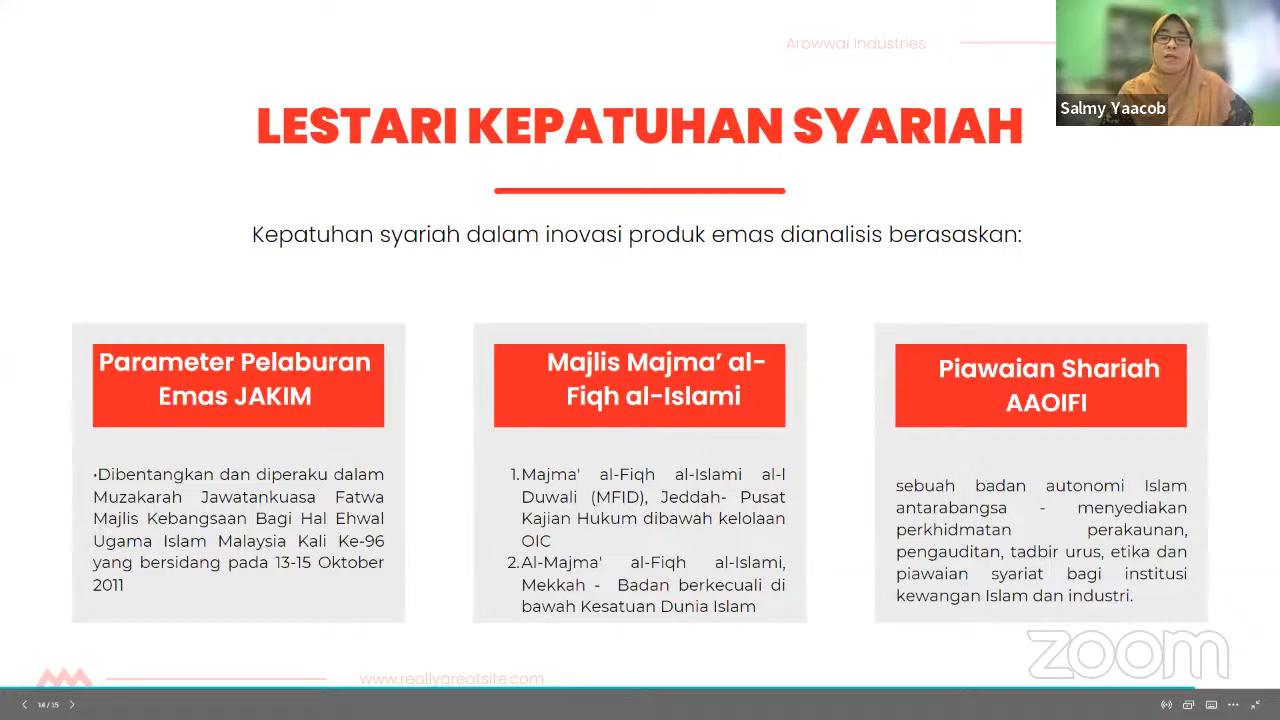 Arowwai Industries
Salmy Yaacob
LESTARI KEPATUHAN SYARIAH
Kepatuhan syariah dalam inovasi produk emas dianalisis berasaskan:
Parameter Pelaburan
Emas JAKIM
•Dibentangkan dan diperaku dalam
Muzakarah Jawatankuasa Fatwa
Majlis Kebangsaan Bagi Hal Ehwal
Ugama Islam Malaysia Kali Ke-96
yang bersidang pada 13-15 Oktober
2011
Majlis Majma’ al-
Fiqh al-Islami
1.Majma' al-Fiqh al-Islami al-l
Duwali (MFID), Jeddah- Pusat
Kajian Hukum dibawah kelolaan
OIC
2.Al-Majma' al-Fiqh al-Islami,
Mekkah - Badan berkecuali di
bawah Kesatuan Dunia Islam
Piawaian Shariah
AAOIFI
sebuah badan autonomi Islam
antarabangsa - menyediakan
perkhidmatan perakaunan,
pengauditan, tadbir urus, etika dan
piawaian syariat bagi institusi
kewangan Islam dan industri.
zoom
www.reallygreatsite.com
14 / 15